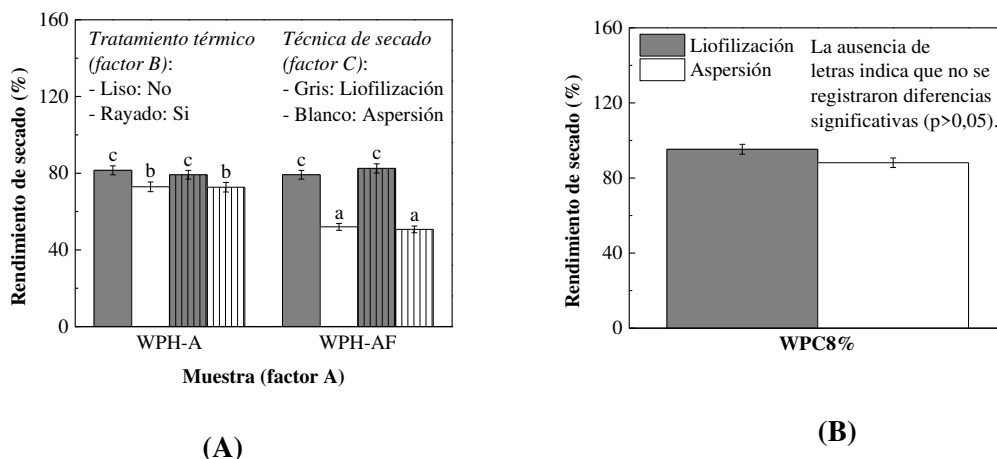 160
120
80
40
0
Rendimiento de secado (%)
Tratamiento térmico
(factor B):
- Liso: No
- Rayado: Si
Técnica de secado
(factor C):
- Gris: Liofilización
- Blanco: Aspersión
c
b
c
b
c
a
c
a
WPH-A
WPH-AF
Muestra (factor A)
(A)
160
120
80
40
0
Rendimiento de secado (%)
Liofilización
Aspersión
La ausencia de
letras indica que no se
registraron diferencias
significativas (p>0,05).
WPC8%
(B)